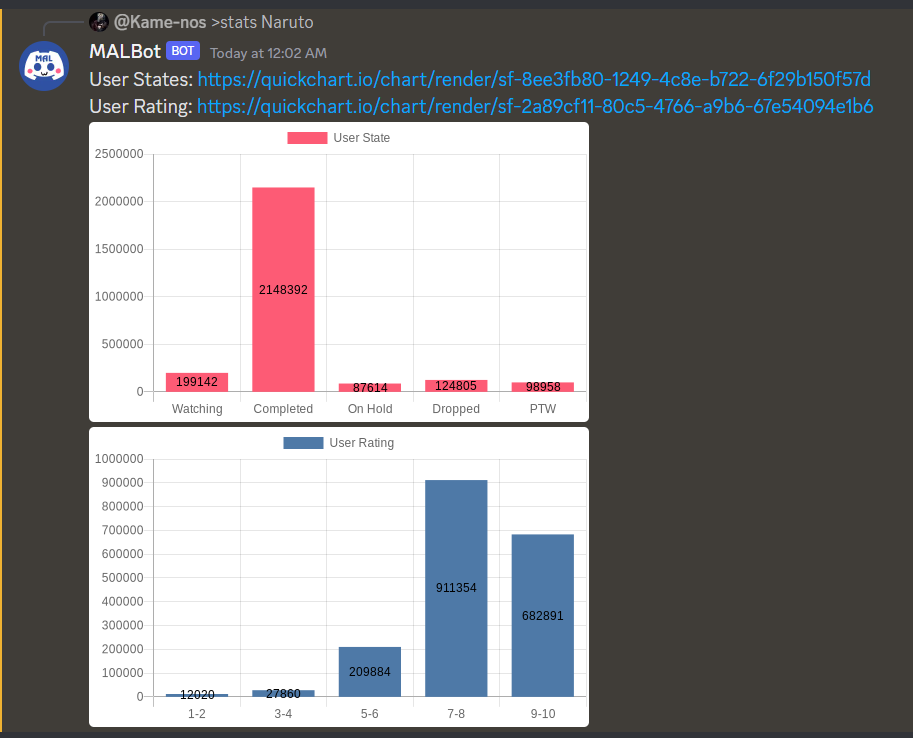 @Kame-nos >stats Naruto
MAL
MALBot BOT Today at 12:02 AM
User States: https://quickchart.io/chart/render/sf-8ee3fb80-1249-4c8e-b722-6f29b150f57d
User Rating: https://quickchart.io/chart/render/sf-2a89cf11-80c5-4766-a9b6-67e54094e1b6
User State
2500000
2000000
1500000
1000000
500000
0
199142 2148392 87614 124805 98958
Watching Completed On Hold Dropped PTW
User Rating
1000000
900000
800000
700000
600000
500000
400000
300000
200000
100000
0
12020 27860 209884 911354 682891
1-2 3-4 5-6 7-8 9-10